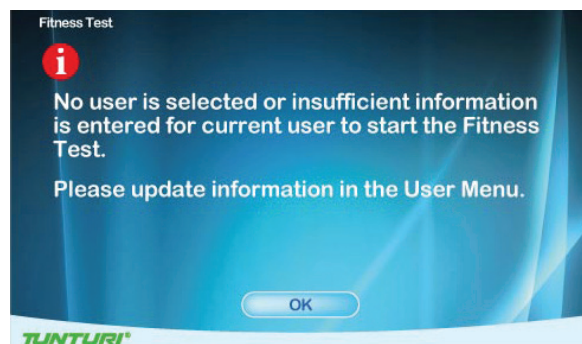 Fitness Test
i
No user is selected or insufficient information
is entered for current user to start the Fitness
Test.
Please update information in the User Menu.
OK
TUNTURI®